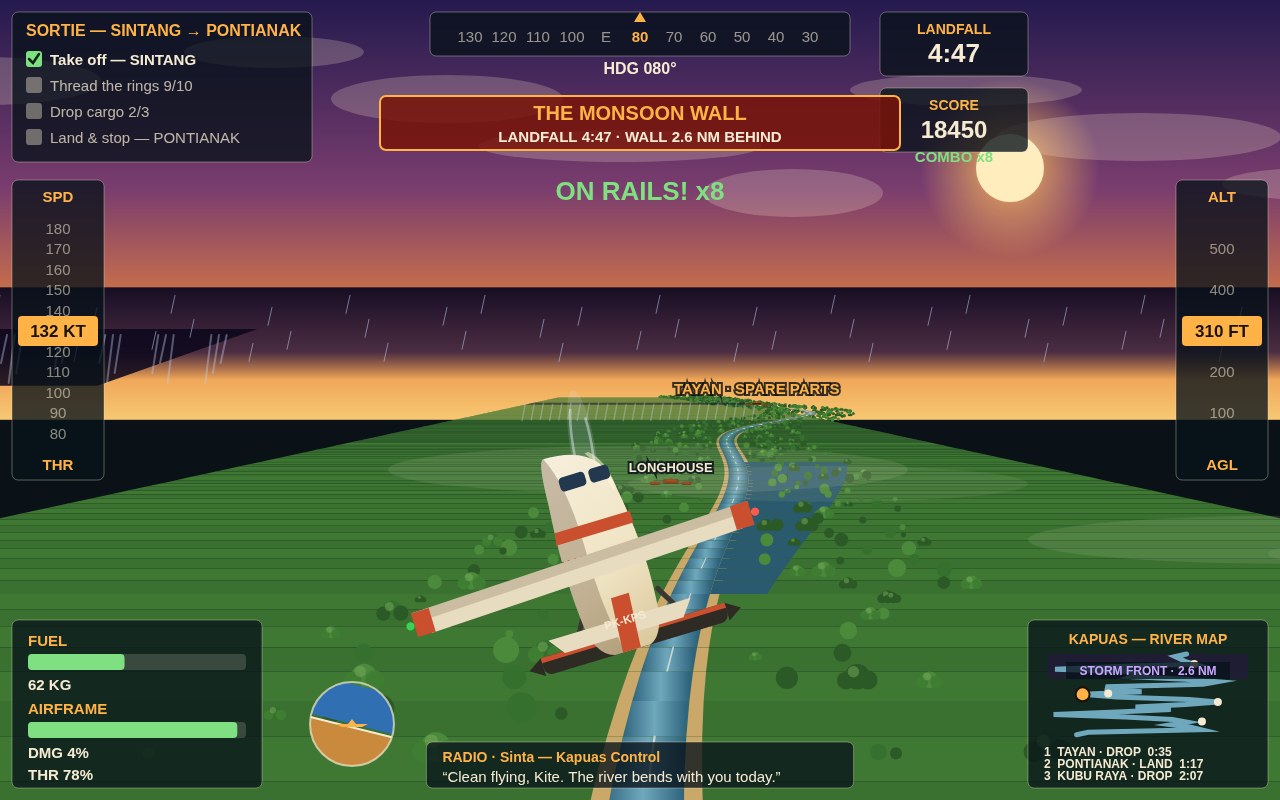 SORTIE — SINTANG → PONTIANAK
Take off — SINTANG
Thread the rings 9/10
Drop cargo 2/3
Land & stop — PONTIANAK
130 120 110 100 E 80 70 60 50 40 30
HDG 080°
LANDFALL
4:47
SCORE
18450
COMBO x8
THE MONSOON WALL
LANDFALL 4:47 · WALL 2.6 NM BEHIND
ON RAILS! x8
SPD
180
170
160
150
140
132 KT
120
110
100
90
80
THR
ALT
500
400
310 FT
200
100
AGL
TAYAN · SPARE PARTS
LONGHOUSE
PK-KPS
FUEL
62 KG
AIRFRAME
DMG 4%
THR 78%
RADIO · Sinta — Kapuas Control
“Clean flying, Kite. The river bends with you today.”
KAPUAS — RIVER MAP
STORM FRONT · 2.6 NM
1 TAYAN · DROP 0:35
2 PONTIANAK · LAND 1:17
3 KUBU RAYA · DROP 2:07